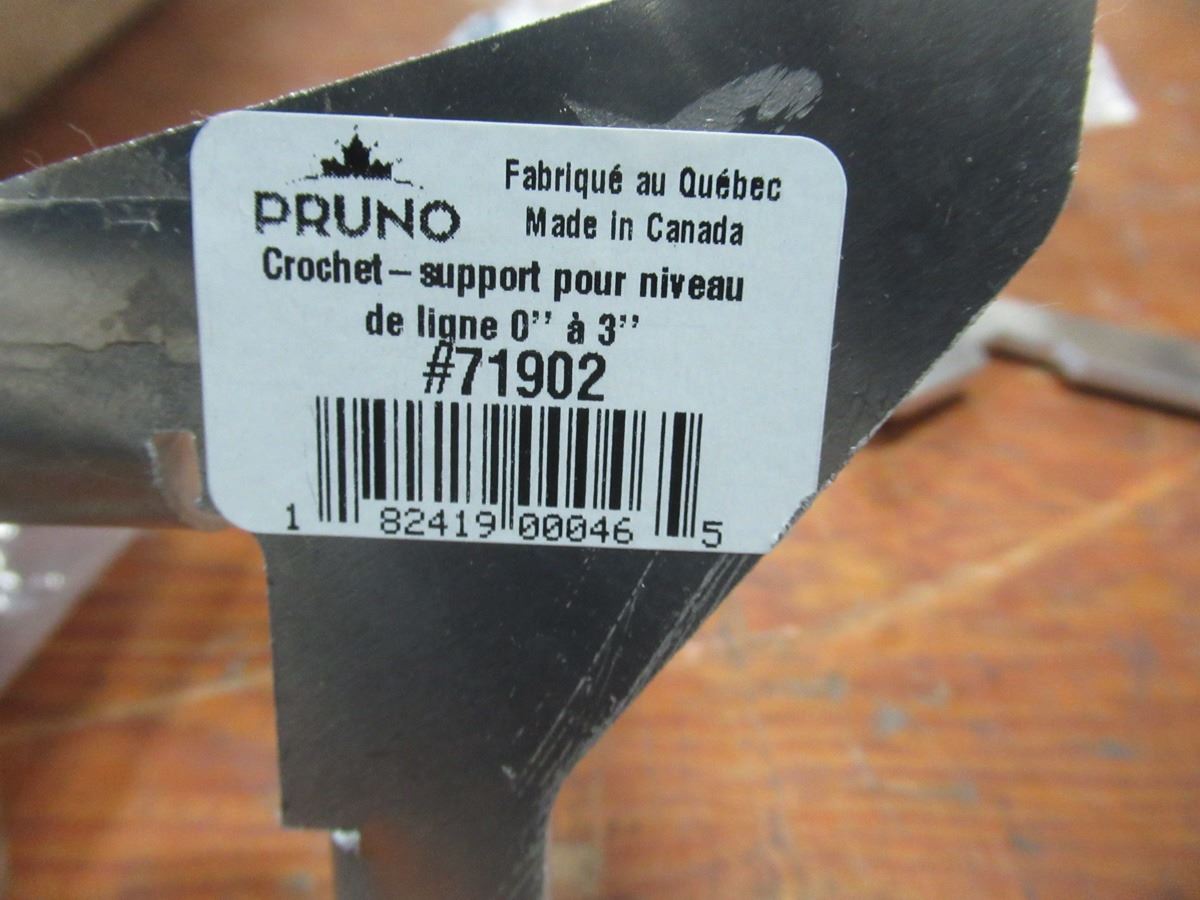 PRUNO
Fabriqué au Québec
Made in Canada
Crochet – support pour niveau
de ligne 0" à 3"
#71902
1 82419 00046 5